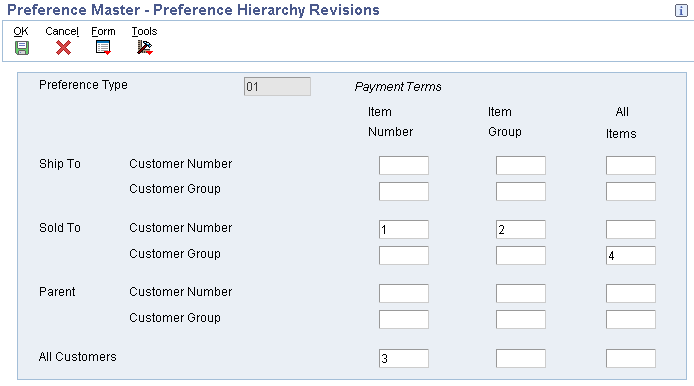 Preference Master - Preference Hierarchy Revisions
i
OK Cancel Form Tools
Preference Type 01 Payment Terms
Item Item All
Number Group Items
Ship To Customer Number
Customer Group
Sold To Customer Number 1 2
Customer Group 4
Parent Customer Number
Customer Group
All Customers 3